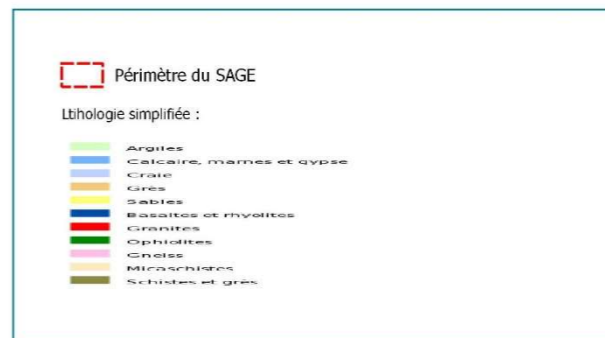 Périmètre du SAGE
Ltihologie simplifiée :
Argiles
Calcaire, marnes et gypse
Craie
Grès
Sables
Basaltes et rhyolites
Granites
Ophiolites
Gneiss
Micaschistes
Schistes et grès